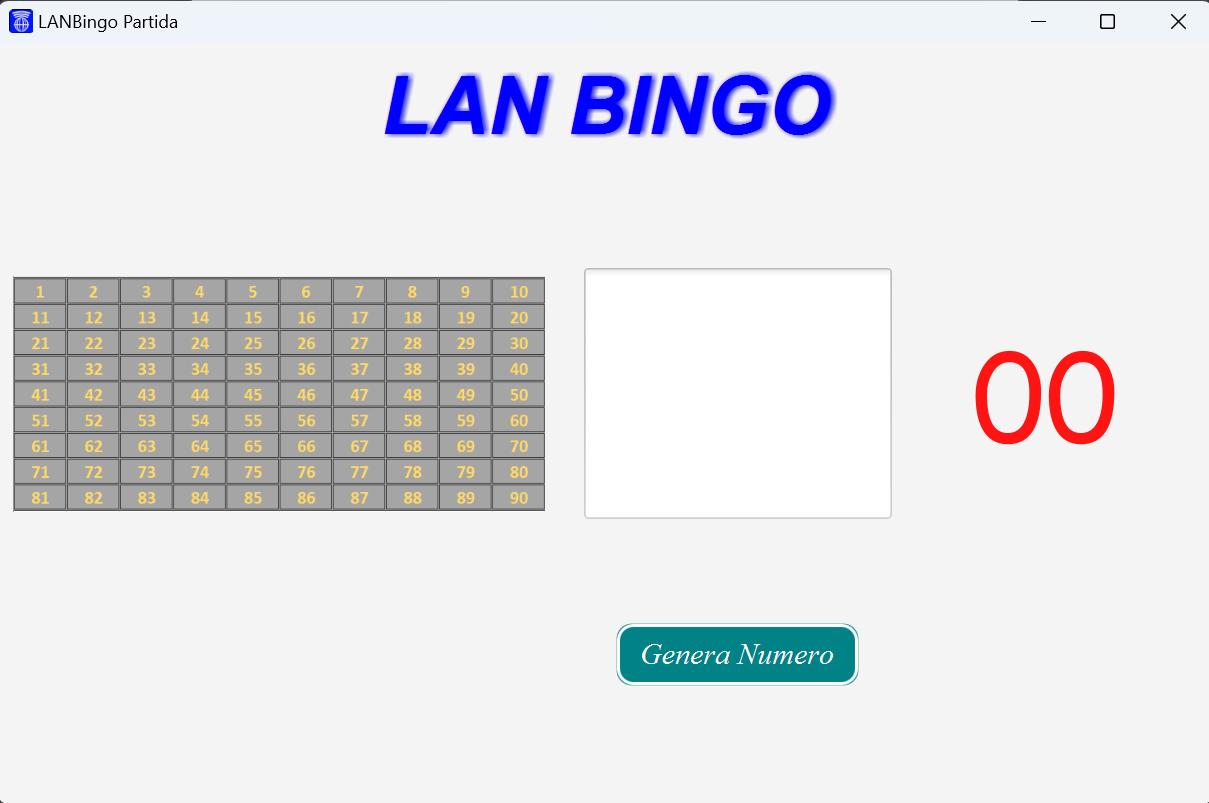 LANBingo Partida
LAN BINGO
1 2 3 4 5 6 7 8 9 10
11 12 13 14 15 16 17 18 19 20
21 22 23 24 25 26 27 28 29 30
31 32 33 34 35 36 37 38 39 40
41 42 43 44 45 46 47 48 49 50
51 52 53 54 55 56 57 58 59 60
61 62 63 64 65 66 67 68 69 70
71 72 73 74 75 76 77 78 79 80
81 82 83 84 85 86 87 88 89 90
00
Genera Numero